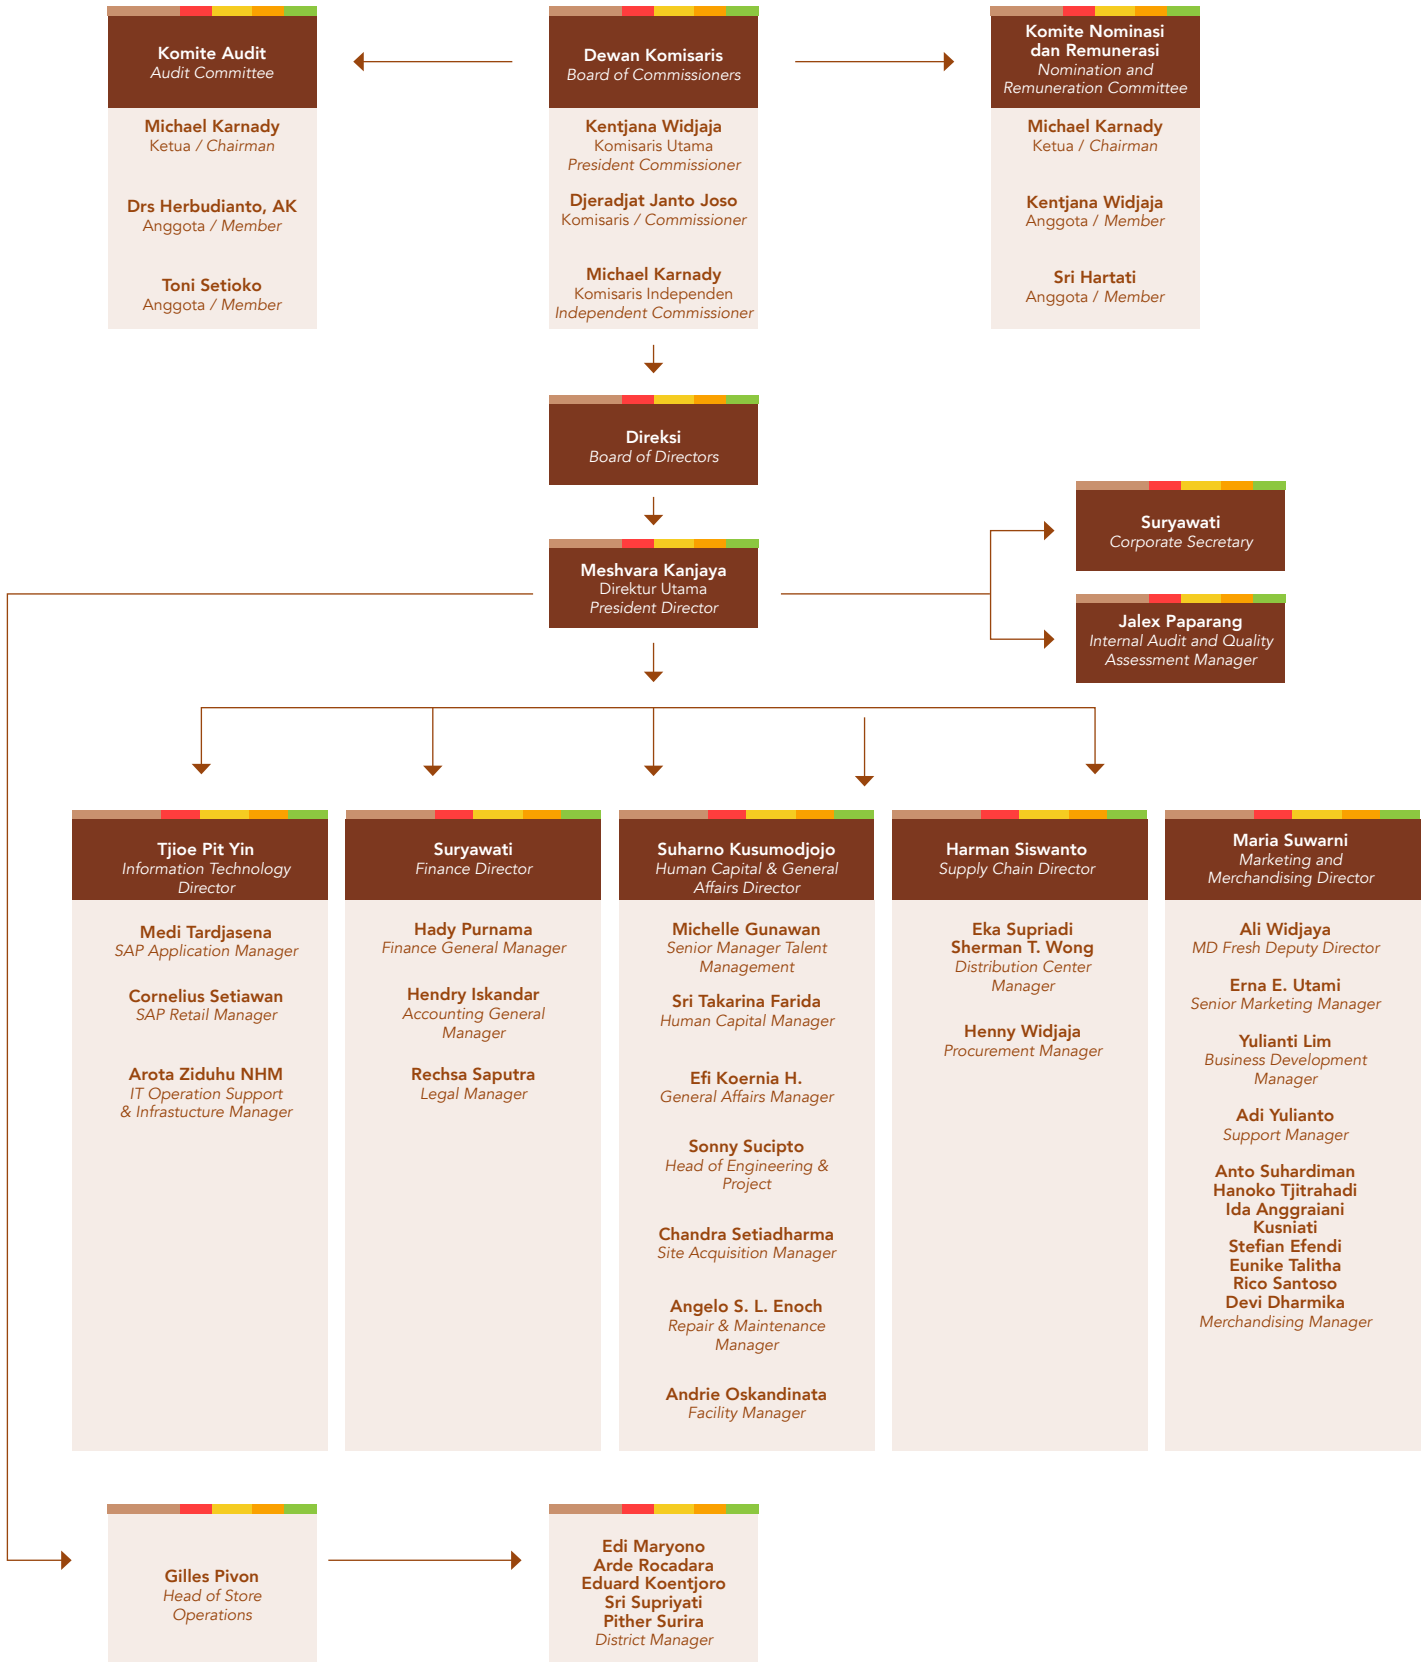 Komite Audit
Audit Committee
Michael Karnady
Ketua / Chairman
Drs Herbudianto, AK
Anggota / Member
Toni Setioko
Anggota / Member
Dewan Komisaris
Board of Commissioners
Kentjana Widjaja
Komisaris Utama
President Commissioner
Djeradjat Janto Joso
Komisaris / Commissioner
Michael Karnady
Komisaris Independen
Independent Commissioner
Komite Nominasi
dan Remunerasi
Nomination and
Remuneration Committee
Michael Karnady
Ketua / Chairman
Kentjana Widjaja
Anggota / Member
Sri Hartati
Anggota / Member
Direksi
Board of Directors
Meshvara Kanjaya
Direktur Utama
President Director
Suryawati
Corporate Secretary
Jalex Paparang
Internal Audit and Quality
Assessment Manager
Tjioe Pit Yin
Information Technology
Director
Medi Tardjasena
SAP Application Manager
Cornelius Setiawan
SAP Retail Manager
Arota Ziduhu NHM
IT Operation Support
& Infrastucture Manager
Suryawati
Finance Director
Hady Purnama
Finance General Manager
Hendry Iskandar
Accounting General
Manager
Rechsa Saputra
Legal Manager
Suharno Kusumodjojo
Human Capital & General
Affairs Director
Michelle Gunawan
Senior Manager Talent
Management
Sri Takarina Farida
Human Capital Manager
Efi Koernia H.
General Affairs Manager
Sonny Sucipto
Head of Engineering &
Project
Chandra Setiadharma
Site Acquisition Manager
Angelo S. L. Enoch
Repair & Maintenance
Manager
Andrie Oskandinata
Facility Manager
Harman Siswanto
Supply Chain Director
Eka Supriadi
Sherman T. Wong
Distribution Center
Manager
Henny Widjaja
Procurement Manager
Maria Suwarni
Marketing and
Merchandising Director
Ali Widjaya
MD Fresh Deputy Director
Erna E. Utami
Senior Marketing Manager
Yulianti Lim
Business Development
Manager
Adi Yulianto
Support Manager
Anto Suhardiman
Hanoko Tjitrahadi
Ida Anggraiani
Kusniati
Stefian Efendi
Eunike Talitha
Rico Santoso
Devi Dharmika
Merchandising Manager
Gilles Pivon
Head of Store
Operations
Edi Maryono
Arde Rocadara
Eduard Koentjoro
Sri Supriyati
Pither Surira
District Manager